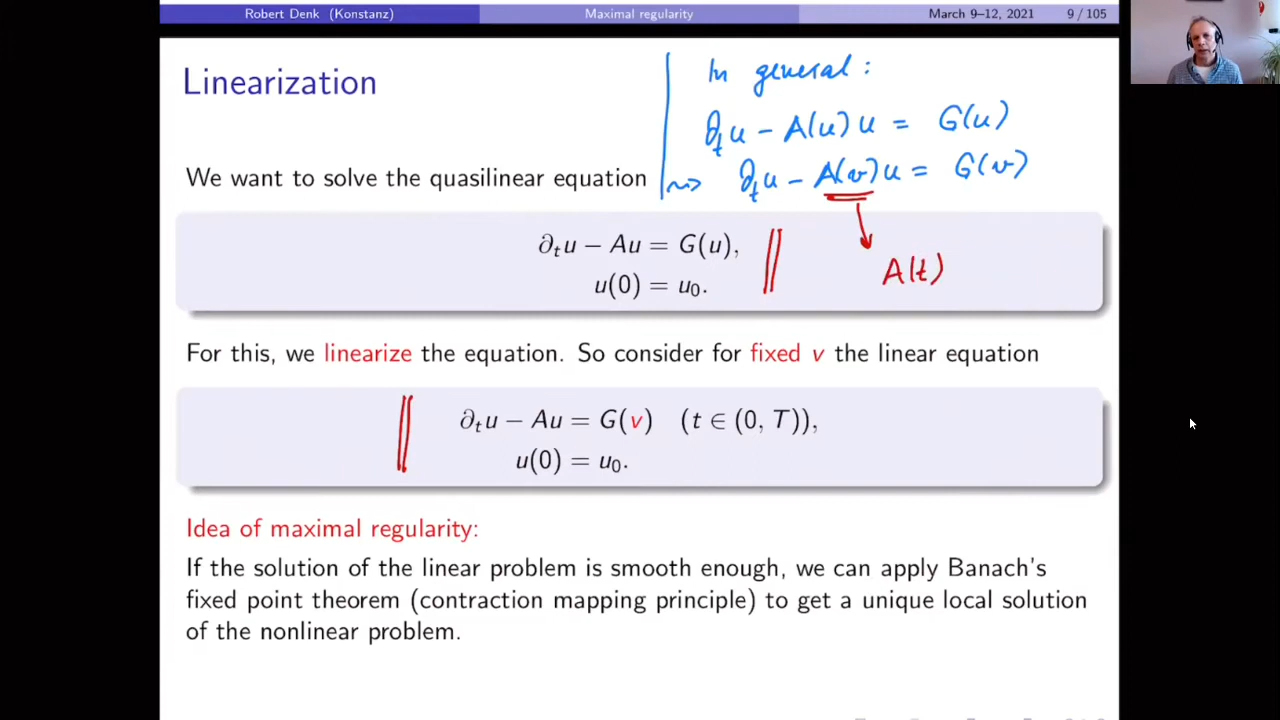 Robert Denk (Konstanz) Maximal regularity March 9–12, 2021 9 / 105
Linearization
In general:
∂ₜu − A(u)u = G(u)
⇝ ∂ₜu − A(v)u = G(v)
We want to solve the quasilinear equation
∂ₜu − Au = G(u),
u(0) = u₀.
A(t)
For this, we linearize the equation. So consider for fixed v the linear equation
∂ₜu − Au = G(v) (t ∈ (0, T)),
u(0) = u₀.
Idea of maximal regularity:
If the solution of the linear problem is smooth enough, we can apply Banach's
fixed point theorem (contraction mapping principle) to get a unique local solution
of the nonlinear problem.